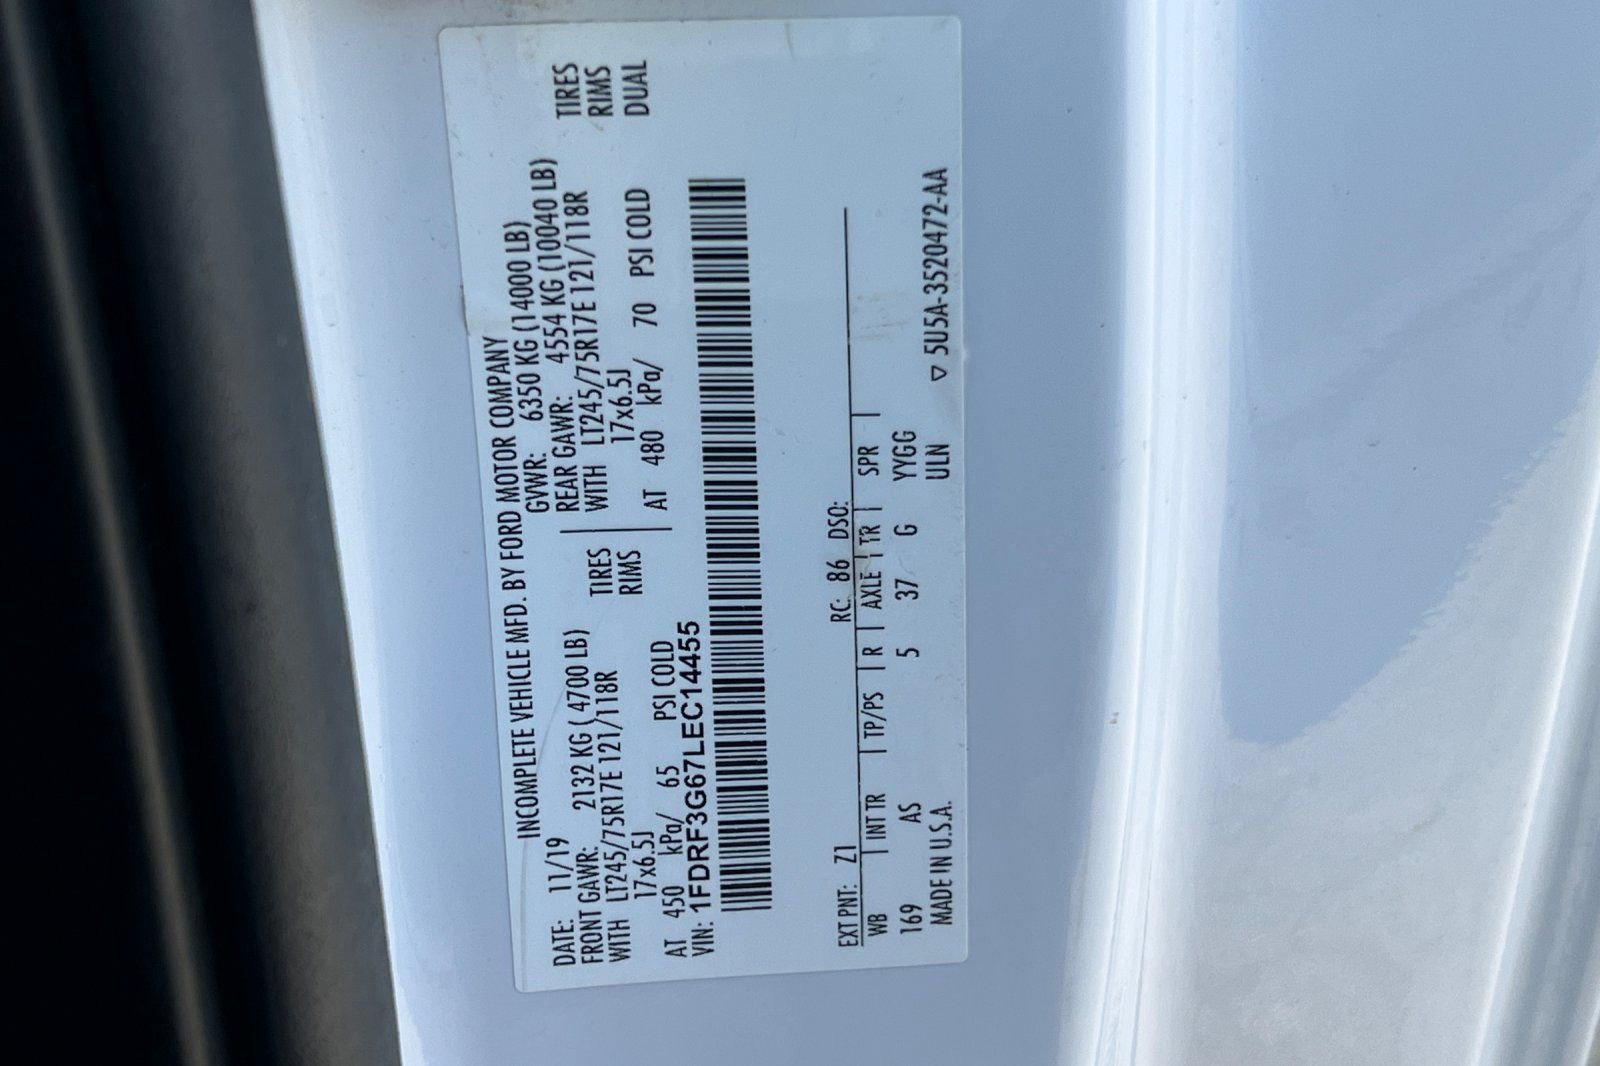 INCOMPLETE VEHICLE MFD. BY FORD MOTOR COMPANY
DATE: 11/19 GVWR: 6350 KG (14000 LB)
FRONT GAWR: 2132 KG ( 4700 LB) REAR GAWR: 4554 KG (10040 LB)
WITH LT245/75R17E 121/118R TIRES WITH LT245/75R17E 121/118R TIRES
17x6.5J RIMS 17x6.5J RIMS
AT 450 kPa/ 65 PSI COLD AT 480 kPa/ 70 PSI COLD DUAL
VIN: 1FDRF3G67LEC14455
EXT PNT: Z1 RC: 86 DSO:
WB | INT TR | TP/PS | R | AXLE | TR | SPR |
169 AS 5 37 G YYGG
MADE IN U.S.A. ULN ▽ 5U5A-3520472-AA